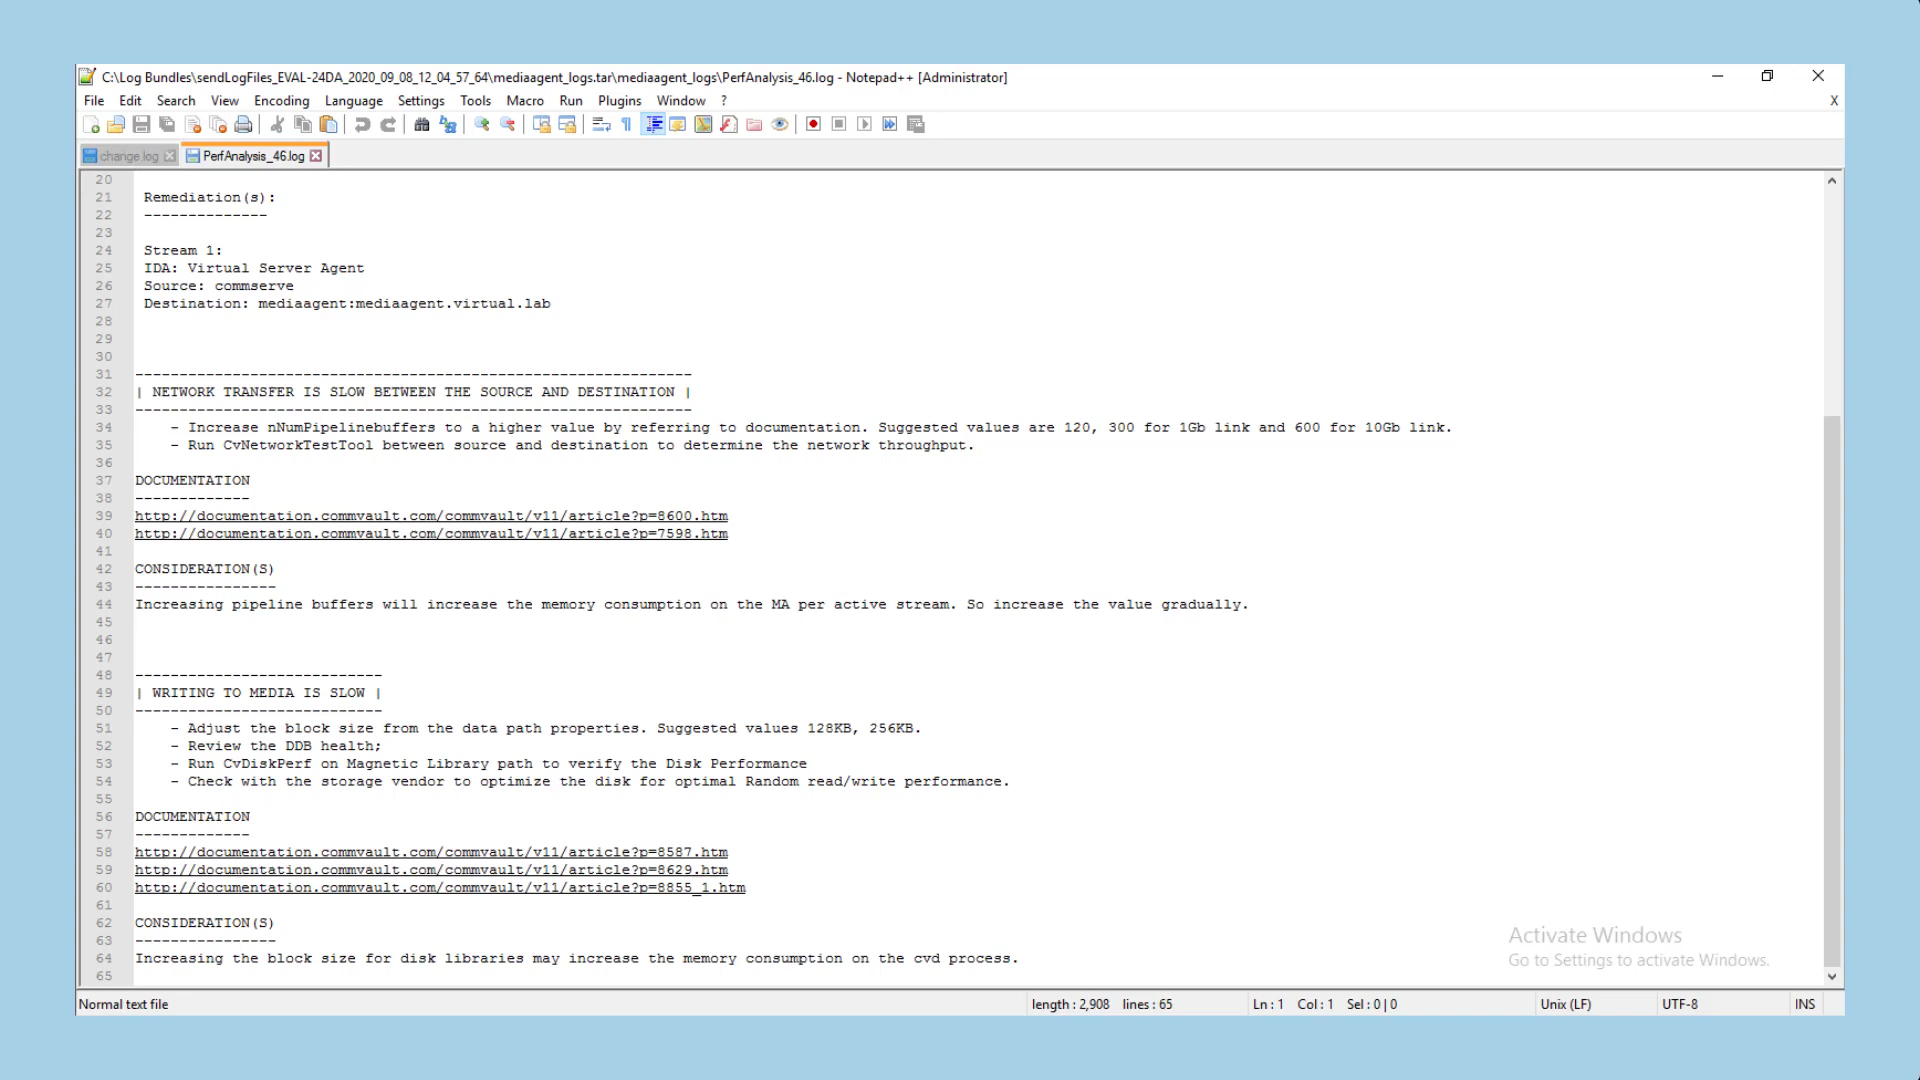 C:\Log Bundles\sendLogFiles_EVAL-24DA_2020_09_08_12_04_57_64\mediaagent_logs.tar\mediaagent_logs\PerfAnalysis_46.log - Notepad++ [Administrator]
File Edit Search View Encoding Language Settings Tools Macro Run Plugins Window ? X
change.log PerfAnalysis_46.log
20
21 Remediation(s):
22 --------------
23
24 Stream 1:
25 IDA: Virtual Server Agent
26 Source: commserve
27 Destination: mediaagent:mediaagent.virtual.lab
28
29
30
31 ---------------------------------------------------------------
32 | NETWORK TRANSFER IS SLOW BETWEEN THE SOURCE AND DESTINATION |
33 ---------------------------------------------------------------
34 - Increase nNumPipelinebuffers to a higher value by referring to documentation. Suggested values are 120, 300 for 1Gb link and 600 for 10Gb link.
35 - Run CvNetworkTestTool between source and destination to determine the network throughput.
36
37 DOCUMENTATION
38 -------------
39 http://documentation.commvault.com/commvault/v11/article?p=8600.htm
40 http://documentation.commvault.com/commvault/v11/article?p=7598.htm
41
42 CONSIDERATION(S)
43 ----------------
44 Increasing pipeline buffers will increase the memory consumption on the MA per active stream. So increase the value gradually.
45
46
47
48 ----------------------------
49 | WRITING TO MEDIA IS SLOW |
50 ----------------------------
51 - Adjust the block size from the data path properties. Suggested values 128KB, 256KB.
52 - Review the DDB health;
53 - Run CvDiskPerf on Magnetic Library path to verify the Disk Performance
54 - Check with the storage vendor to optimize the disk for optimal Random read/write performance.
55
56 DOCUMENTATION
57 -------------
58 http://documentation.commvault.com/commvault/v11/article?p=8587.htm
59 http://documentation.commvault.com/commvault/v11/article?p=8629.htm
60 http://documentation.commvault.com/commvault/v11/article?p=8855_1.htm
61
62 CONSIDERATION(S)
63 ----------------
64 Increasing the block size for disk libraries may increase the memory consumption on the cvd process.
65
Activate Windows
Go to Settings to activate Windows.
Normal text file length : 2,908 lines : 65 Ln : 1 Col : 1 Sel : 0 | 0 Unix (LF) UTF-8 INS